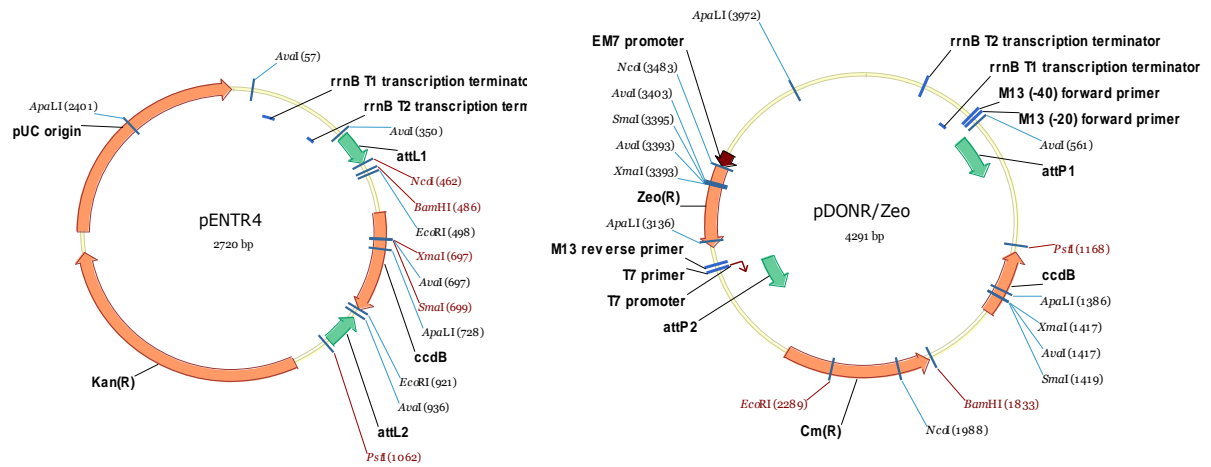 AvaI (57)
rrnB T1 transcription terminato
rrnB T2 transcription tern
AvaI (350)
attL1
NcoI (462)
BamHI (486)
EcoRI (498)
XmaI (697)
AvaI (697)
SmaI (699)
ApaLI (728)
ccdB
EcoRI (921)
AvaI (936)
attL2
PstI (1062)
Kan(R)
pUC origin
ApaLI (2401)
pENTR4
2720 bp
ApaLI (3972)
EM7 promoter
NcoI (3483)
AvaI (3403)
SmaI (3395)
AvaI (3393)
XmaI (3393)
Zeo(R)
ApaLI (3136)
M13 reverse primer
T7 primer
T7 promoter
attP2
rrnB T2 transcription terminator
rrnB T1 transcription terminator
M13 (-40) forward primer
M13 (-20) forward primer
AvaI (561)
attP1
PstI (1168)
ccdB
ApaLI (1386)
XmaI (1417)
AvaI (1417)
SmaI (1419)
BamHI (1833)
NcoI (1988)
Cm(R)
EcoRI (2289)
pDONR/Zeo
4291 bp